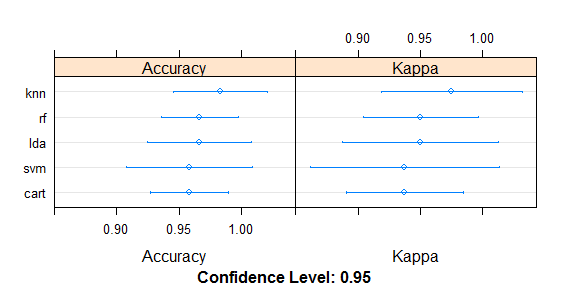 0.90 0.95 1.00
Accuracy Kappa
knn
rf
lda
svm
cart
0.90 0.95 1.00
Accuracy Kappa
Confidence Level: 0.95